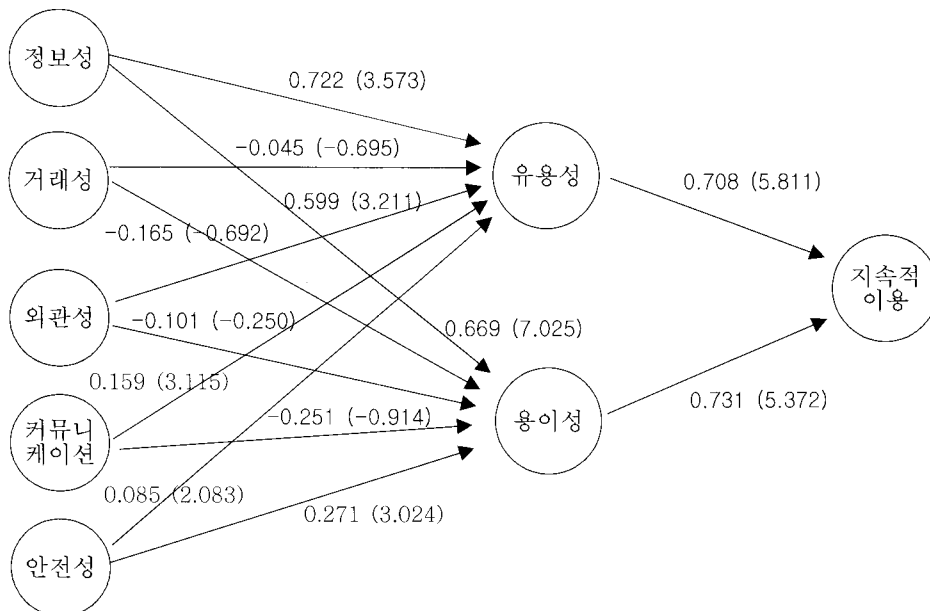 정보성
0.722 (3.573)
-0.045 (-0.695)
거래성
유용성
0.708 (5.811)
0.599 (3.211)
-0.165 (-0.692)
지속적
이용
외관성
-0.101 (-0.250)
0.669 (7.025)
0.159 (3.115)
0.731 (5.372)
커뮤니
케이션
-0.251 (-0.914)
용이성
0.085 (2.083)
0.271 (3.024)
안전성